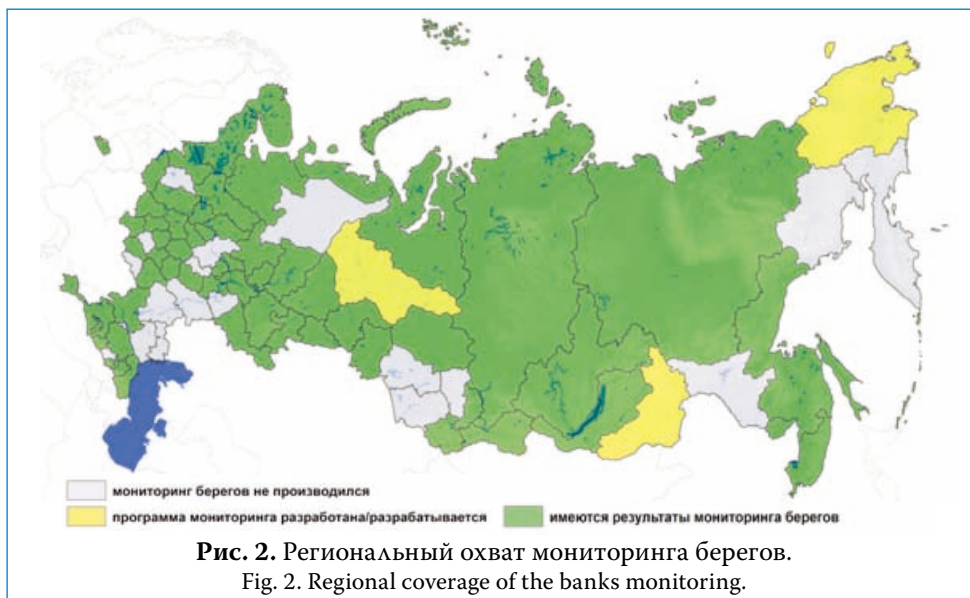 мониторинг берегов не производился
программа мониторинга разработана/разрабатывается
имеются результаты мониторинга берегов
Рис. 2. Региональный охват мониторинга берегов.
Fig. 2. Regional coverage of the banks monitoring.